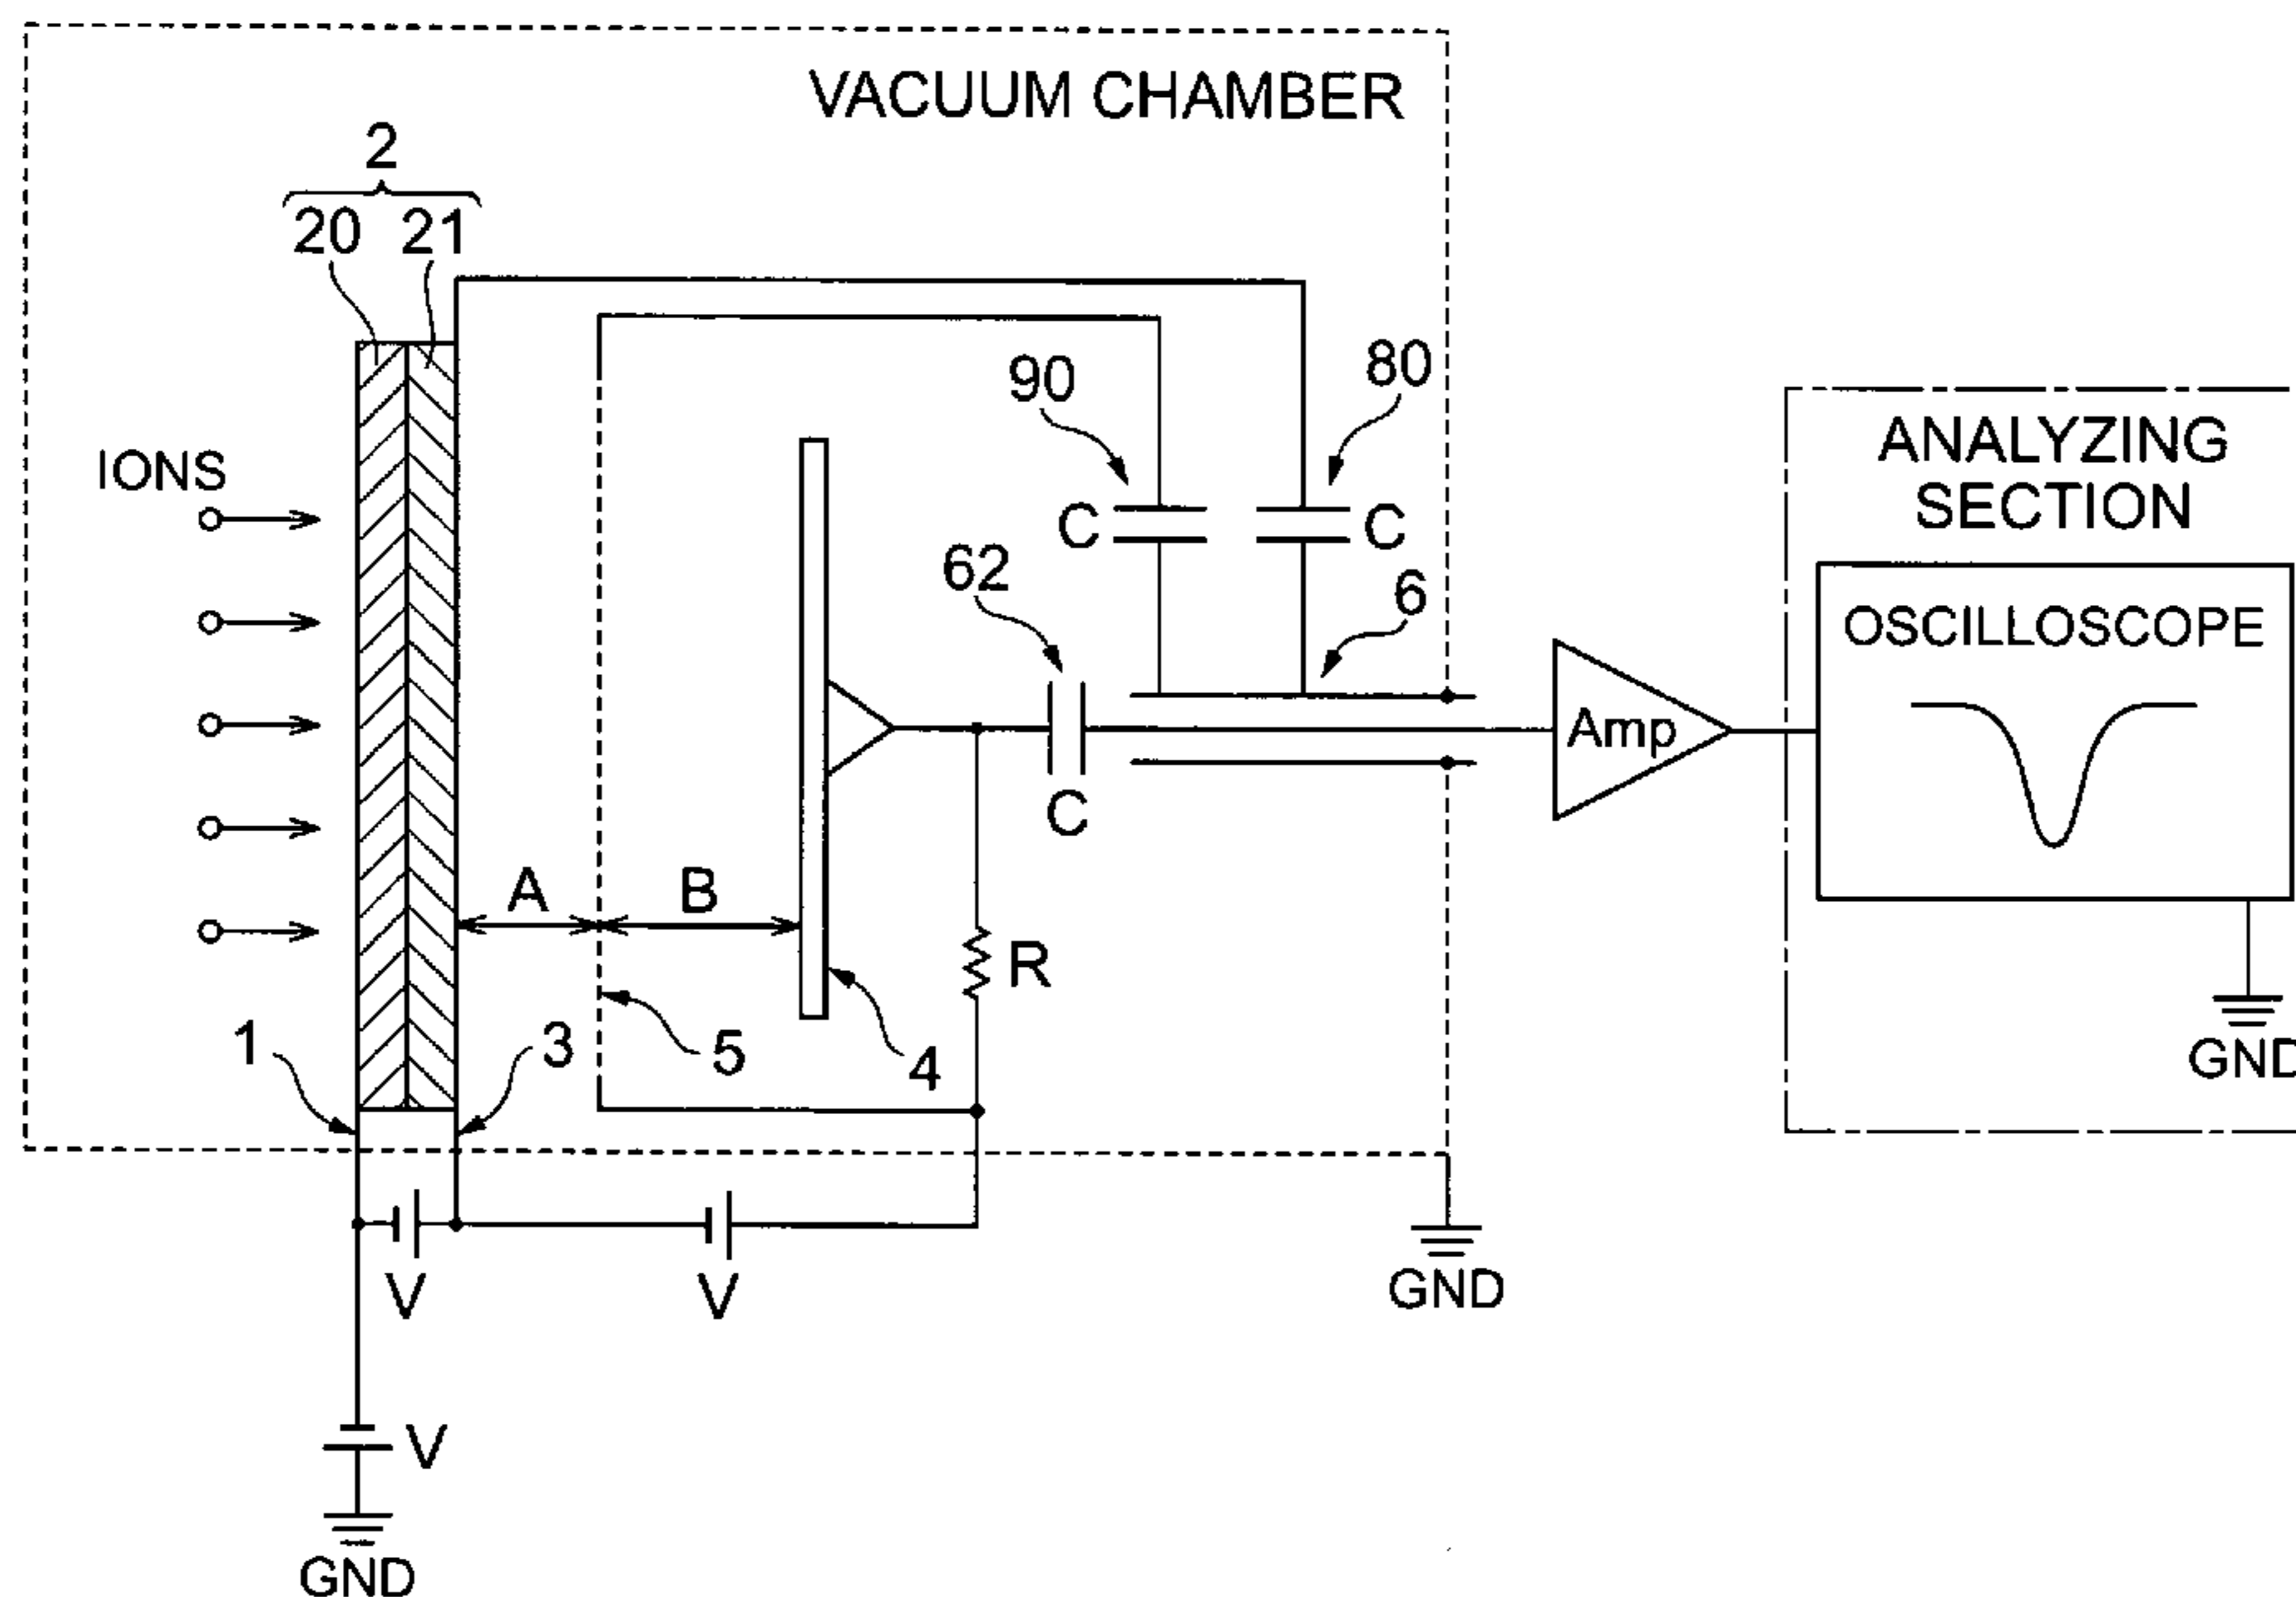 VACUUM CHAMBER
2
20 21
IONS
90
80
C
C
62
6
C
ANALYZING
SECTION
OSCILLOSCOPE
Amp
A
B
R
1
3
5
4
V
V
GND
GND
V
GND